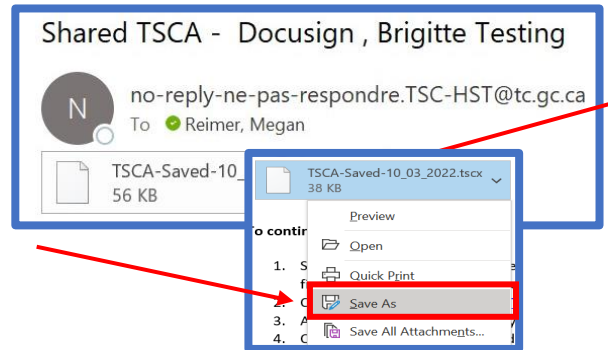 Shared TSCA - Docusign , Brigitte Testing
N
no-reply-ne-pas-respondre.TSC-HST@tc.gc.ca
To Reimer, Megan
TSCA-Saved-10_
56 KB
TSCA-Saved-10_03_2022.tscx
38 KB
Preview
Open
Quick Print
Save As
Save All Attachments...
1.
2.
3.
4.